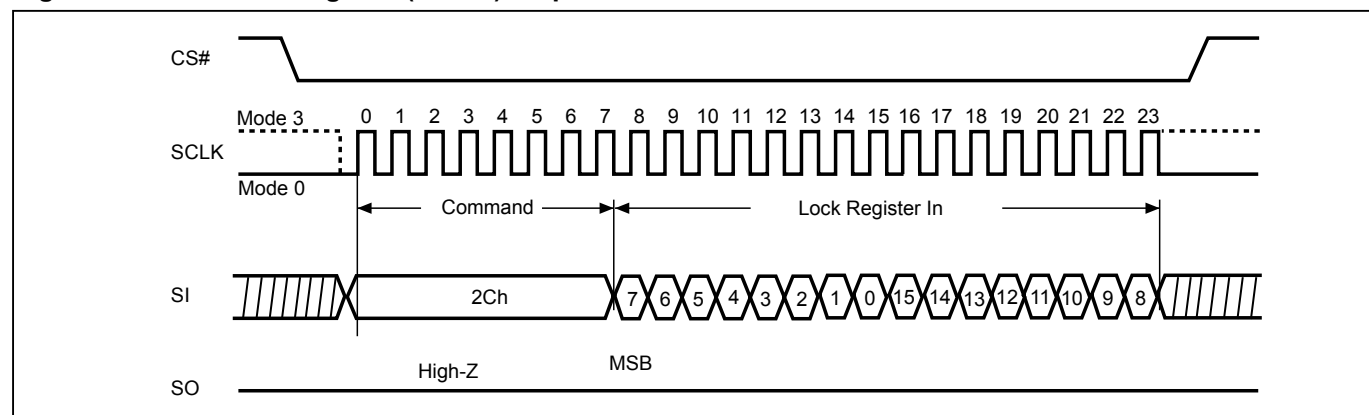 CS#
Mode 3
0 1 2 3 4 5 6 7 8 9 10 11 12 13 14 15 16 17 18 19 20 21 22 23
SCLK
Mode 0
Command
Lock Register In
SI
2Ch
7 6 5 4 3 2 1 0 15 14 13 12 11 10 9 8
High-Z
MSB
SO